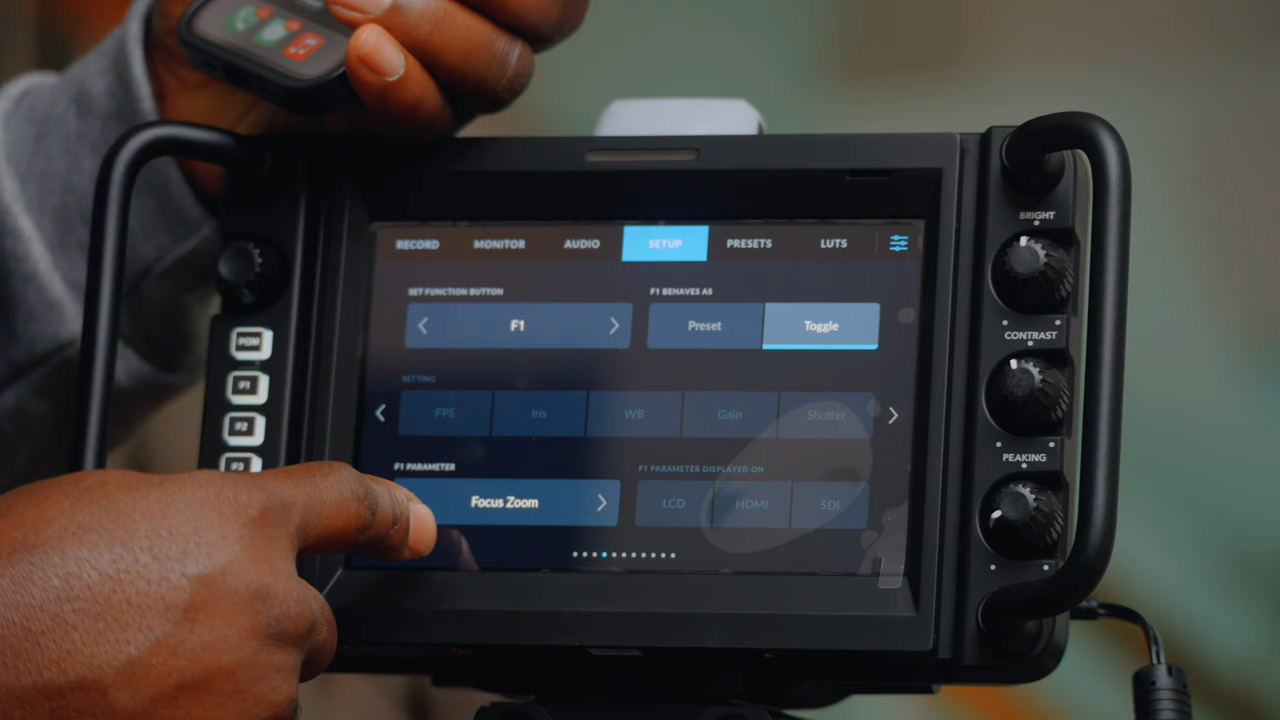 BRIGHT
RECORD MONITOR AUDIO SETUP PRESETS LUTS
SET FUNCTION BUTTON F1 BEHAVES AS
F1 Preset Toggle
PGM
CONTRAST
SETTING
F1
FPS Iris WB Gain Shutter
F2
PEAKING
F1 PARAMETER F1 PARAMETER DISPLAYED ON
F3
Focus Zoom LCD HDMI SDI